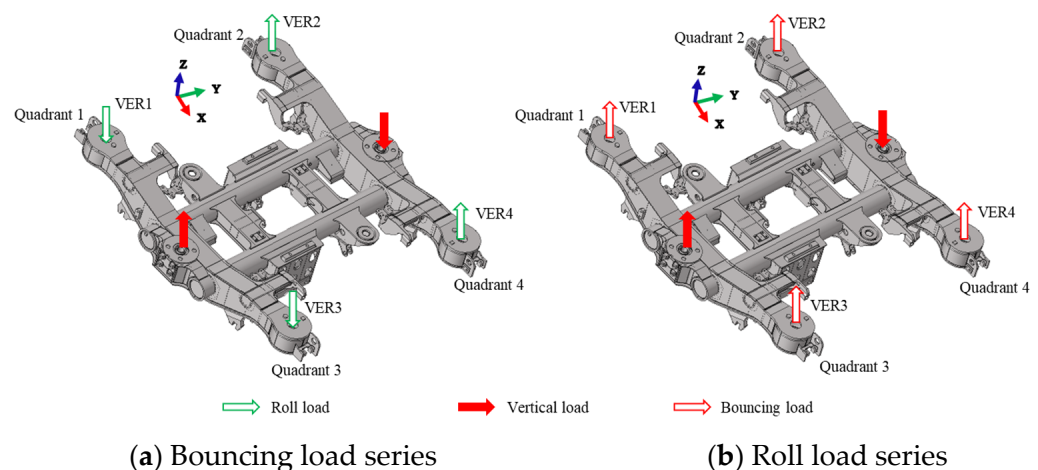 VER2
Quadrant 2
Z
Y
X
VER1
Quadrant 1
VER4
Quadrant 4
VER3
Quadrant 3
VER2
Quadrant 2
Z
Y
X
VER1
Quadrant 1
VER4
Quadrant 4
VER3
Quadrant 3
Roll load
Vertical load
Bouncing load
(a) Bouncing load series
(b) Roll load series